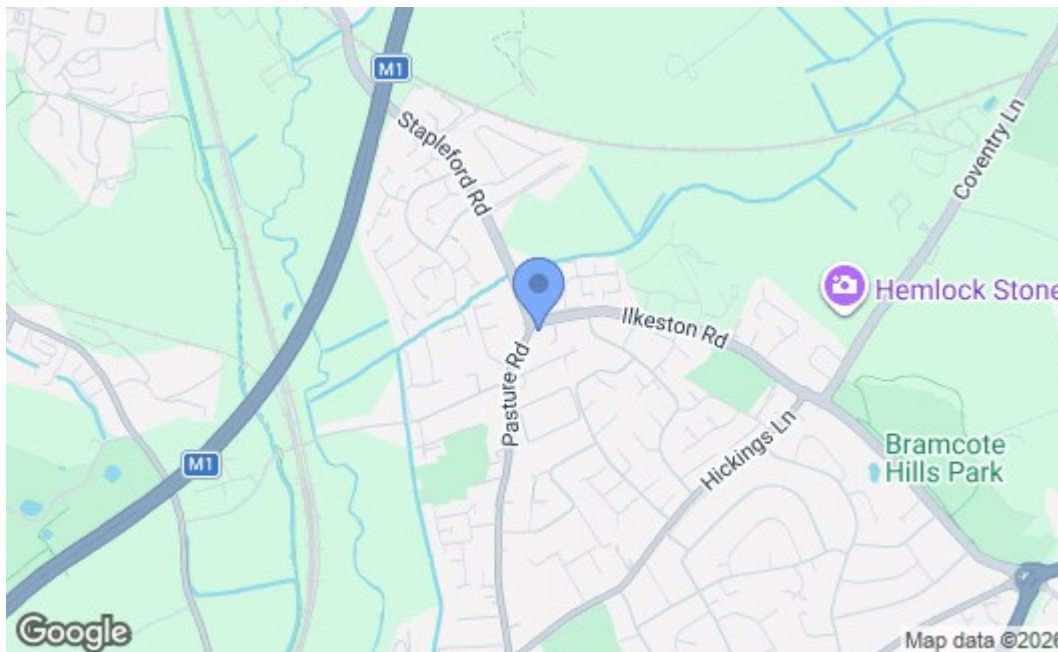 M1
Stapleford Rd
Coventry Ln
Hemlock Stone
Ilkeston Rd
Pasture Rd
Hickings Ln
M1
Bramcote
Hills Park
Google
Map data ©2026